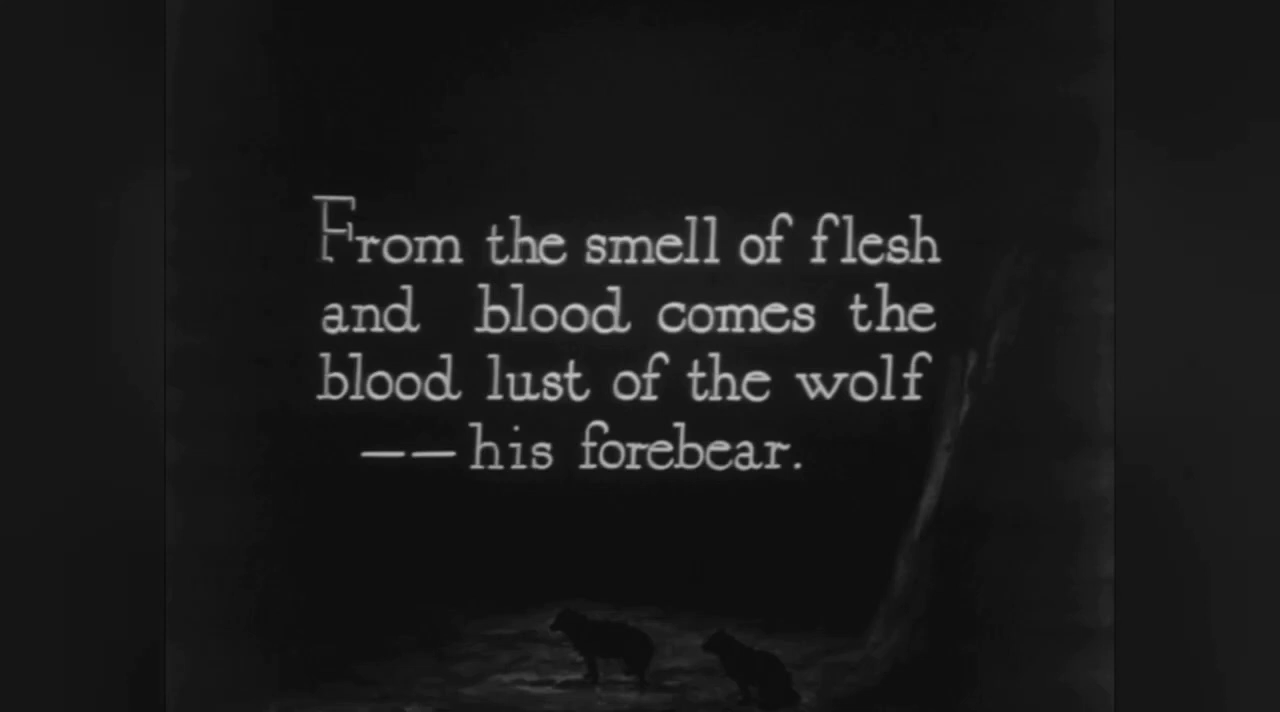 From the smell of flesh
and blood comes the
blood lust of the wolf
—— his forebear.